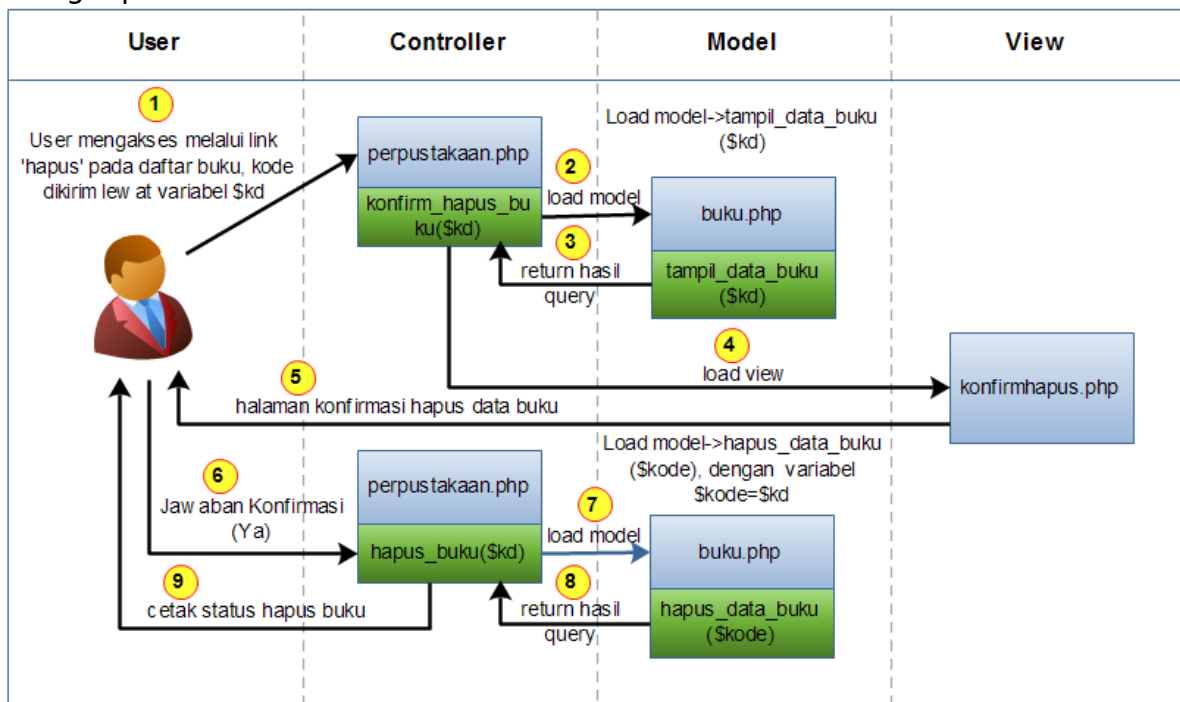 User
Controller
Model
View
1
User mengakses melalui link
'hapus' pada daftar buku, kode
dikirim lew at variabel $kd
perpustakaan.php
konfirm_hapus_bu
ku($kd)
2
load model
Load model->tampil_data_buku
($kd)
buku.php
tampil_data_buku
($kd)
3
return hasil
query
4
load view
konfirmhapus.php
5
halaman konfirmasi hapus data buku
6
Jaw aban Konfirmasi
(Ya)
perpustakaan.php
hapus_buku($kd)
Load model->hapus_data_buku
($kode), dengan variabel
$kode=$kd
7
load model
buku.php
hapus_data_buku
($kode)
8
return hasil
query
9
cetak status hapus buku